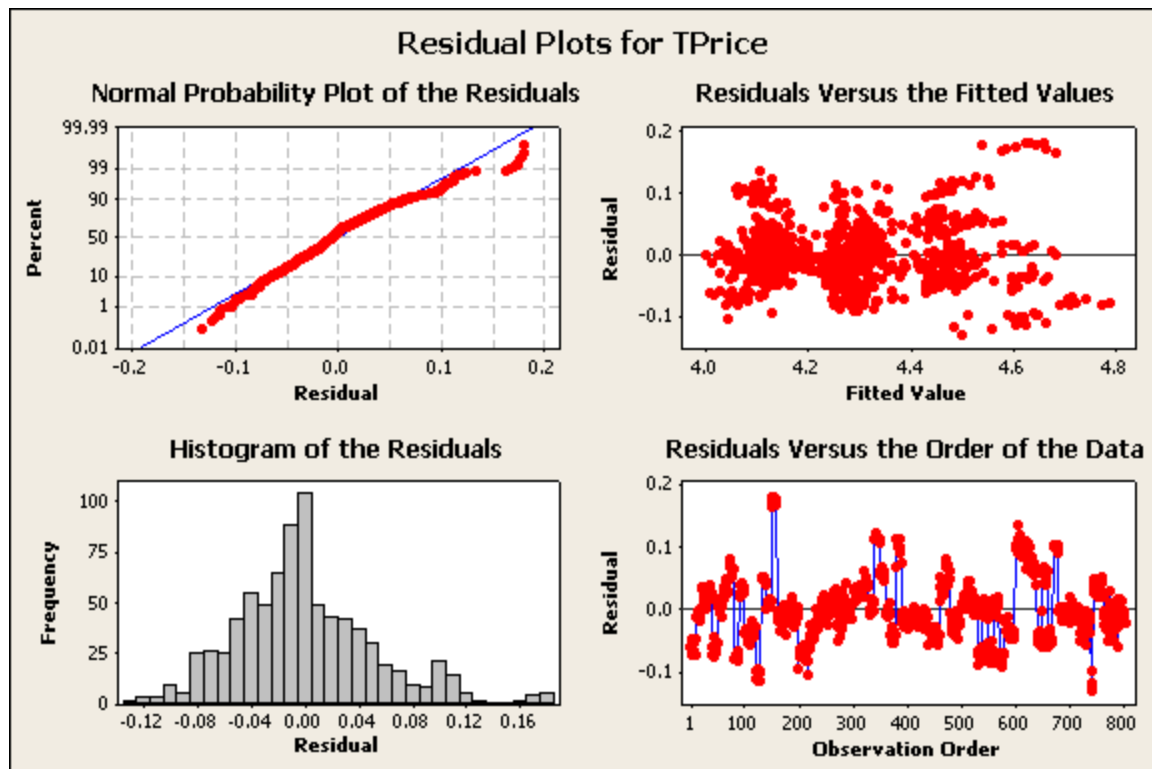 Residual Plots for TPrice
Normal Probability Plot of the Residuals
99.99
99
90
50
10
1
0.01
Percent
-0.2 -0.1 0.0 0.1 0.2
Residual
Residuals Versus the Fitted Values
0.2
0.1
0.0
-0.1
Residual
4.0 4.2 4.4 4.6 4.8
Fitted Value
Histogram of the Residuals
100
75
50
25
0
Frequency
-0.12 -0.08 -0.04 0.00 0.04 0.08 0.12 0.16
Residual
Residuals Versus the Order of the Data
0.2
0.1
0.0
-0.1
Residual
1 100 200 300 400 500 600 700 800
Observation Order